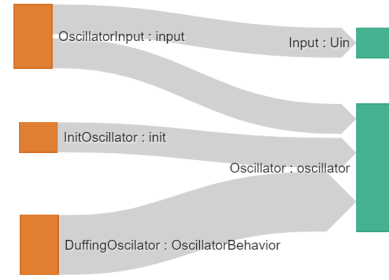 OscillatorInput : input
Input : Uin
InitOscillator : init
Oscillator : oscillator
DuffingOscilator : OscillatorBehavior